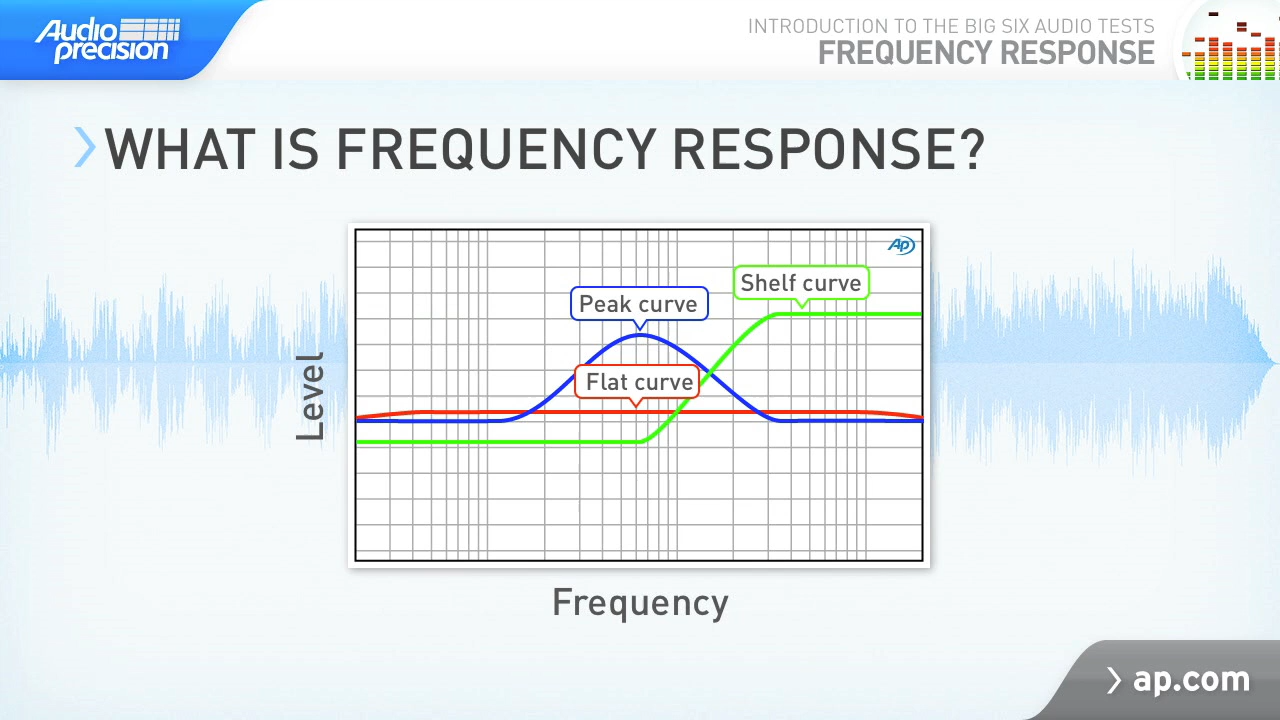 Audio
precision
INTRODUCTION TO THE BIG SIX AUDIO TESTS
FREQUENCY RESPONSE
WHAT IS FREQUENCY RESPONSE?
Ap
Shelf curve
Peak curve
Flat curve
Level
Frequency
ap.com